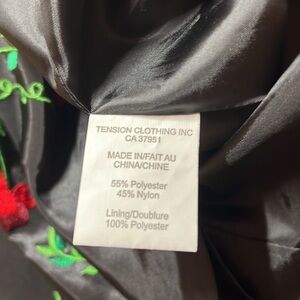 TENSION CLOTHING INC
CA 37951
MADE IN/FAIT AU
CHINA/CHINE
55% Polyester
45% Nylon
Lining/Doublure
100% Polyester